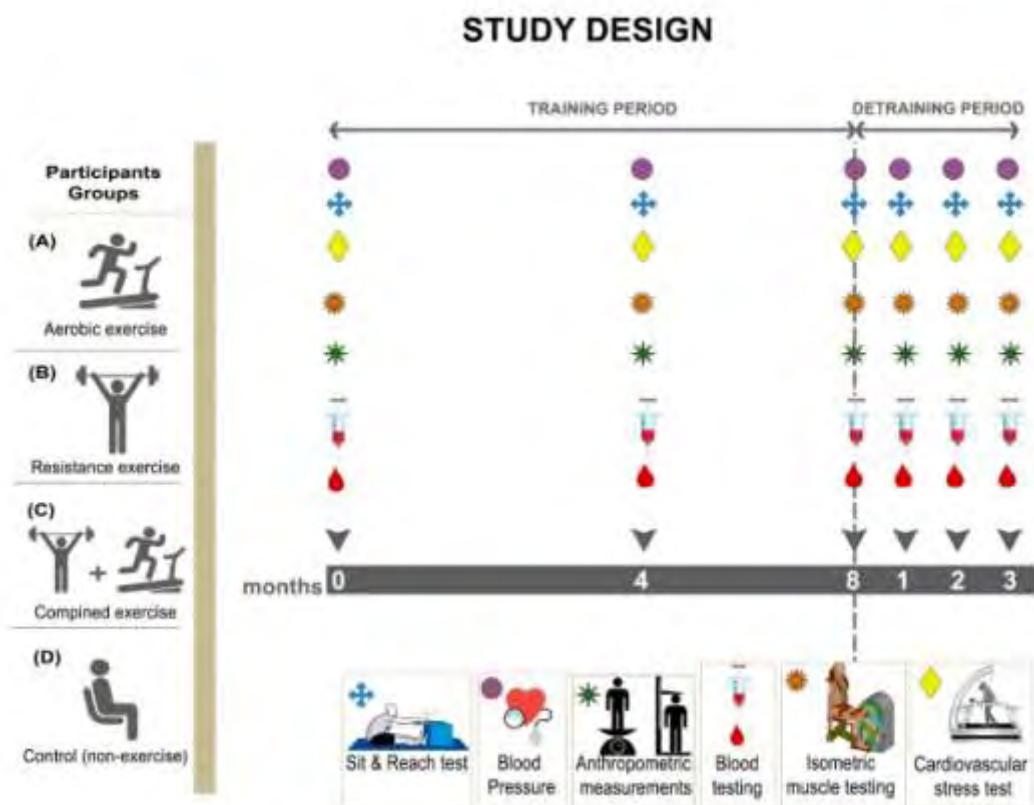 STUDY DESIGN
TRAINING PERIOD
DETRAINING PERIOD
Participants
Groups
(A)
Aerobic exercise
(B)
Resistance exercise
(C)
+
Compined exercise
(D)
Control (non-exercise)
months 0 4 8 1 2 3
Sit & Reach test
Blood
Pressure
Anthropometric
measurements
Blood
testing
Isometric
muscle testing
Cardiovascular
stress test